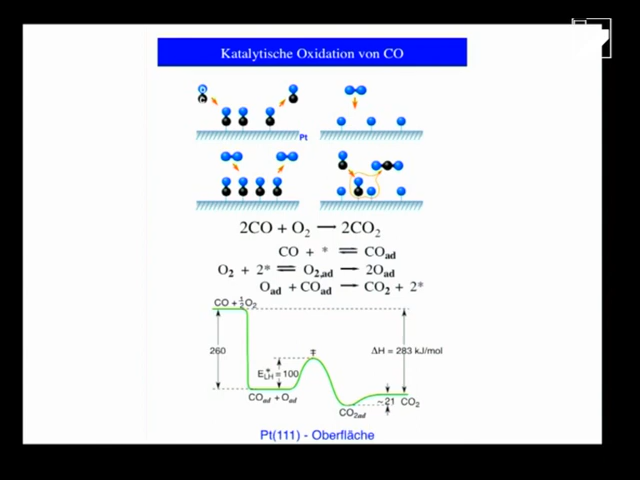 Katalytische Oxidation von CO
O
C
Pt
2CO + O₂ → 2CO₂
CO + * ⇌ COad
O₂ + 2* ⇌ O₂,ad → 2Oad
Oad + COad → CO₂ + 2*
CO + ½O₂
‡
260
E*LH = 100
ΔH = 283 kJ/mol
COad + Oad
~21
CO₂
CO₂ad
Pt(111) - Oberfläche